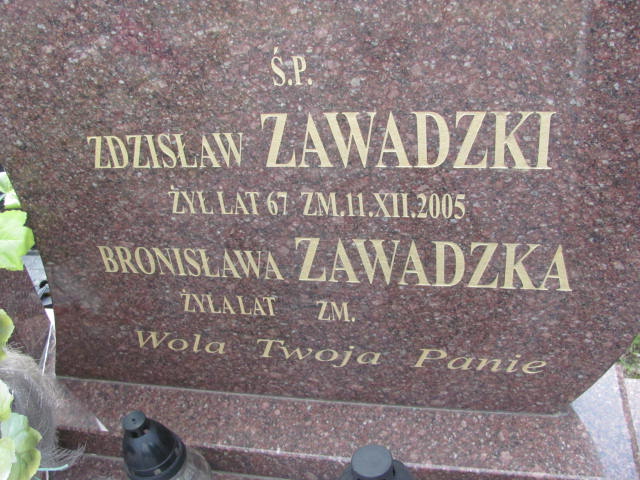 Ś.P.
ZDZISŁAW ZAWADZKI
ŻYŁ LAT 67 ZM.11.XII.2005
BRONISŁAWA ZAWADZKA
ŻYŁA LAT ZM.
Wola Twoja Panie